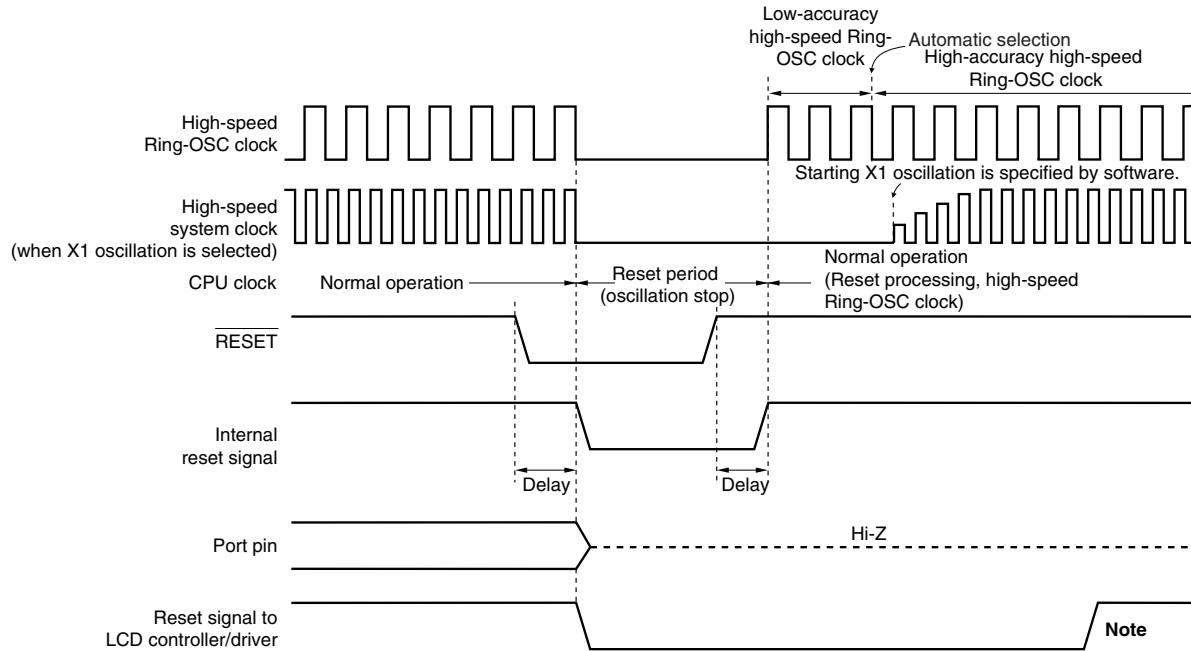 Low-accuracy
high-speed Ring-
OSC clock
Automatic selection
High-accuracy high-speed
Ring-OSC clock
High-speed
Ring-OSC clock
Starting X1 oscillation is specified by software.
High-speed
system clock
(when X1 oscillation is selected)
CPU clock
Normal operation
Reset period
(oscillation stop)
Normal operation
(Reset processing, high-speed
Ring-OSC clock)
RESET
Internal
reset signal
Delay
Delay
Port pin
Hi-Z
Reset signal to
LCD controller/driver
Note